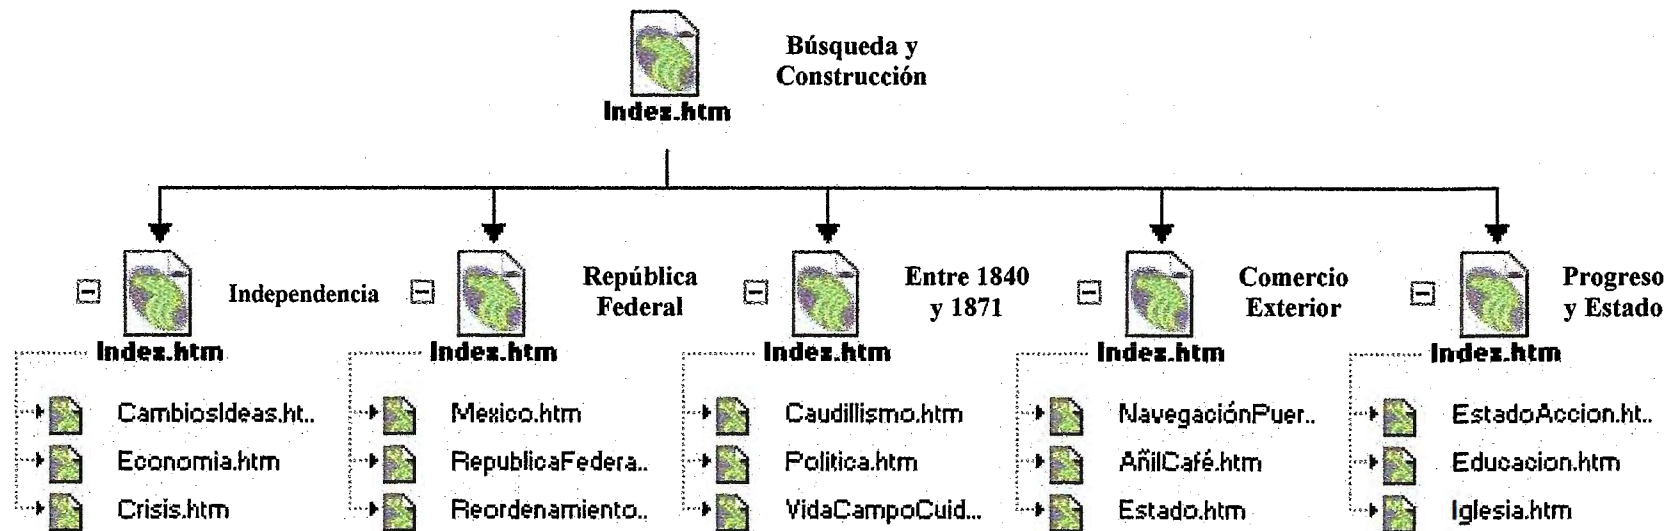 Búsqueda y
Construcción
Index.htm
Independencia
República
Federal
Entre 1840
y 1871
Comercio
Exterior
Progreso
y Estado
Index.htm
Index.htm
Index.htm
Index.htm
Index.htm
CambiosIdeas.ht..
Mexico.htm
Caudillismo.htm
NavegaciónPuer..
EstadoAccion.ht..
Economia.htm
RepublicaFedera..
Politica.htm
AñilCafé.htm
Educacion.htm
Crisis.htm
Reordenamiento..
VidaCampoCuid...
Estado.htm
Iglesia.htm